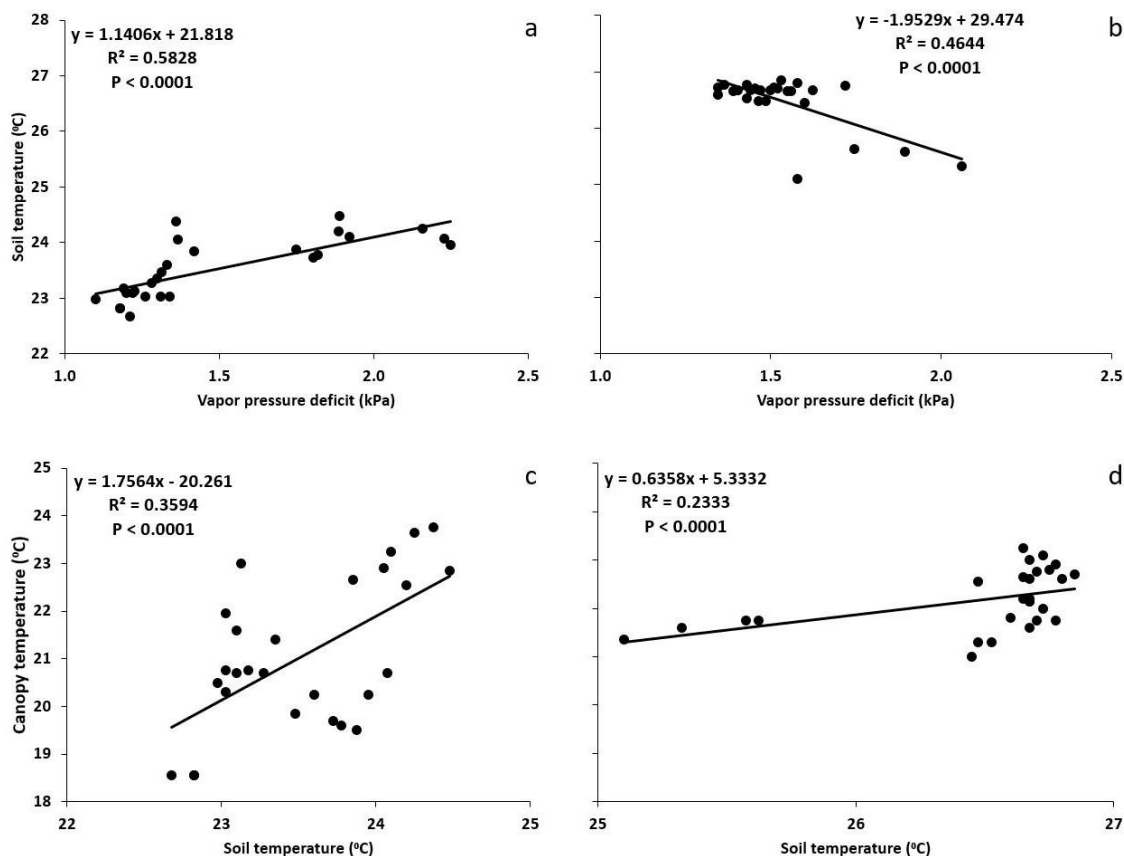 y = 1.1406x + 21.818
R² = 0.5828
P < 0.0001
a
28
27
26
25
24
23
22
Soil temperature (⁰C)
1.0
1.5
2.0
2.5
Vapor pressure deficit (kPa)
y = -1.9529x + 29.474
R² = 0.4644
P < 0.0001
b
1.0
1.5
2.0
2.5
Vapor pressure deficit (kPa)
y = 1.7564x - 20.261
R² = 0.3594
P < 0.0001
c
25
24
23
22
21
20
19
18
Canopy temperature (⁰C)
22
23
24
25
Soil temperature (⁰C)
y = 0.6358x + 5.3332
R² = 0.2333
P < 0.0001
d
25
26
27
Soil temperature (⁰C)